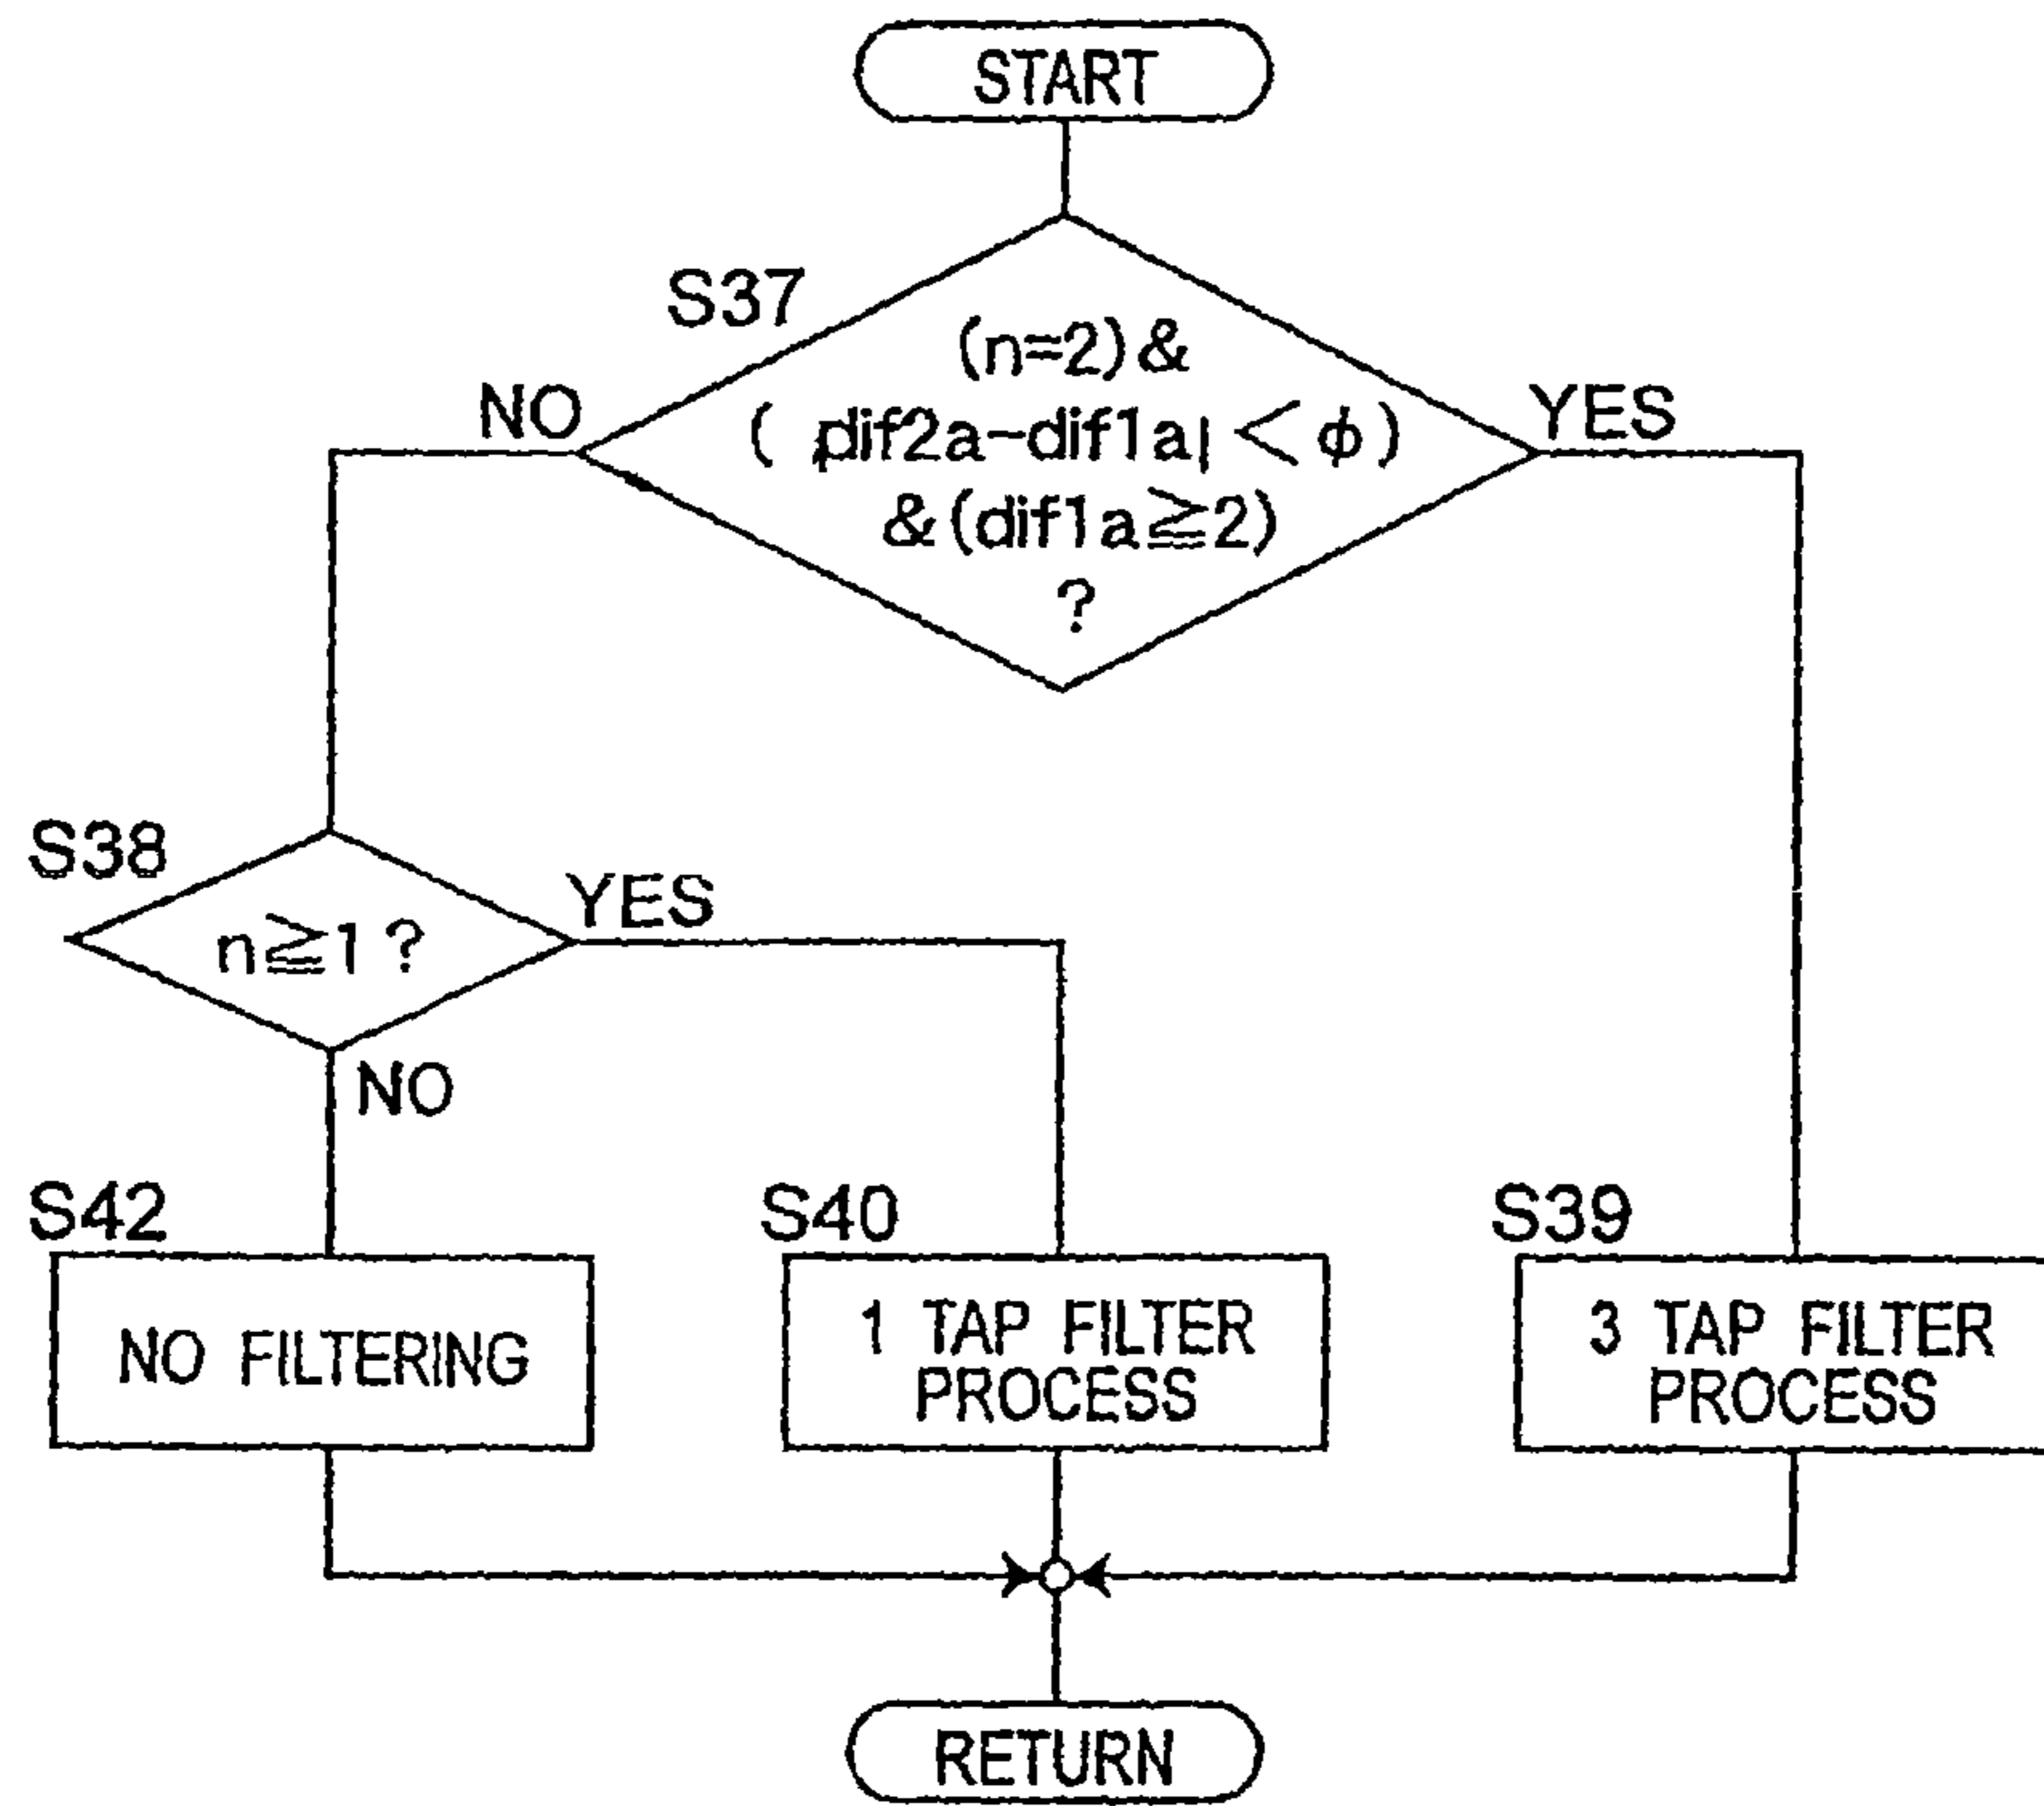 START
S37
(n=2)&
( |dif2a-dif1a|<φ)
&(dif1a≧2)
?
NO
YES
S38
n≧1?
YES
NO
S42
NO FILTERING
S40
1 TAP FILTER
PROCESS
S39
3 TAP FILTER
PROCESS
RETURN